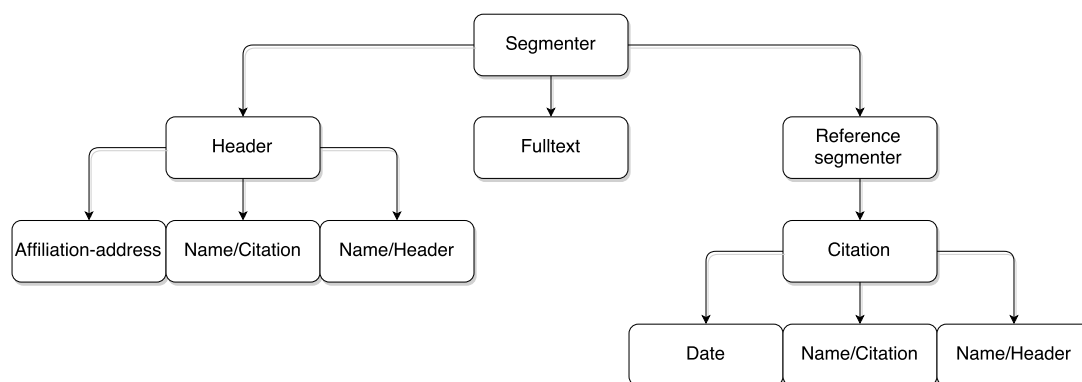 Segmenter
Header
Fulltext
Reference
segmenter
Affiliation-address
Name/Citation
Name/Header
Citation
Date
Name/Citation
Name/Header